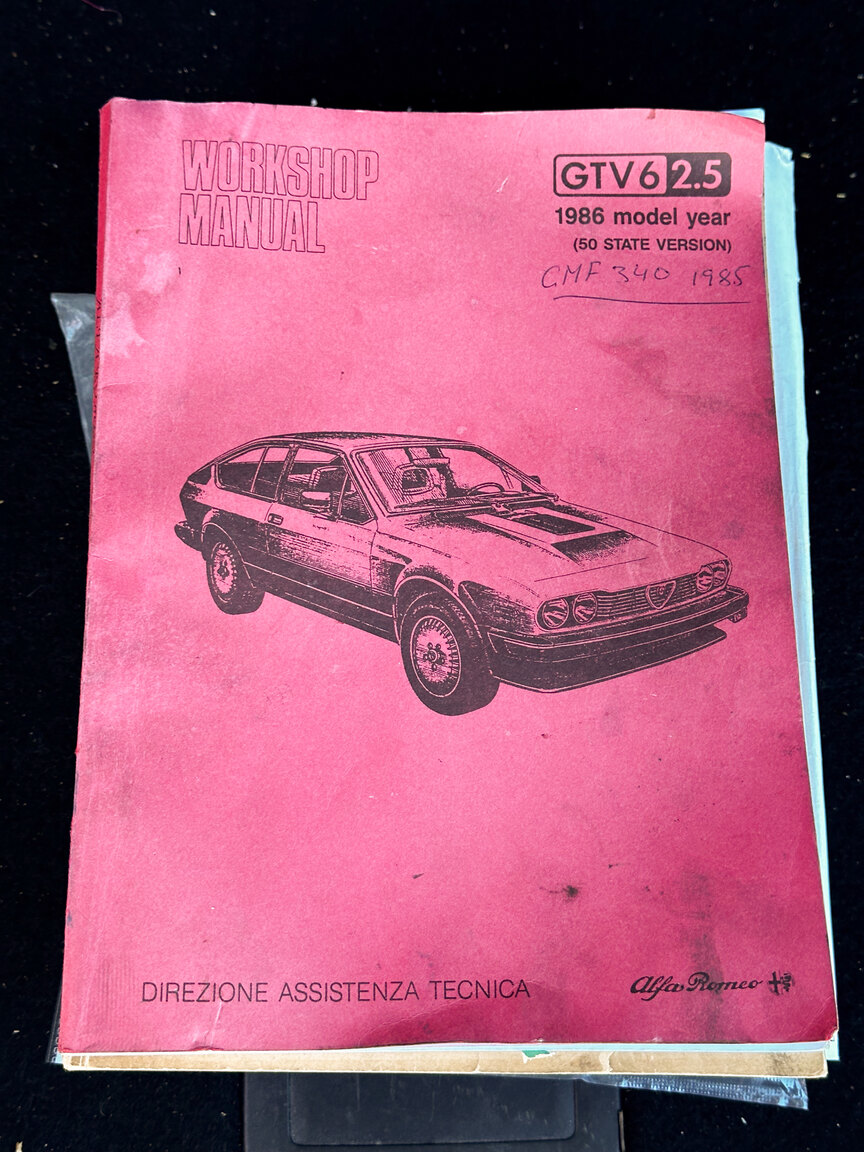 WORKSHOP
MANUAL
GTV6 2.5
1986 model year
(50 STATE VERSION)
CMF 340 1985
DIREZIONE ASSISTENZA TECNICA
Alfa Romeo